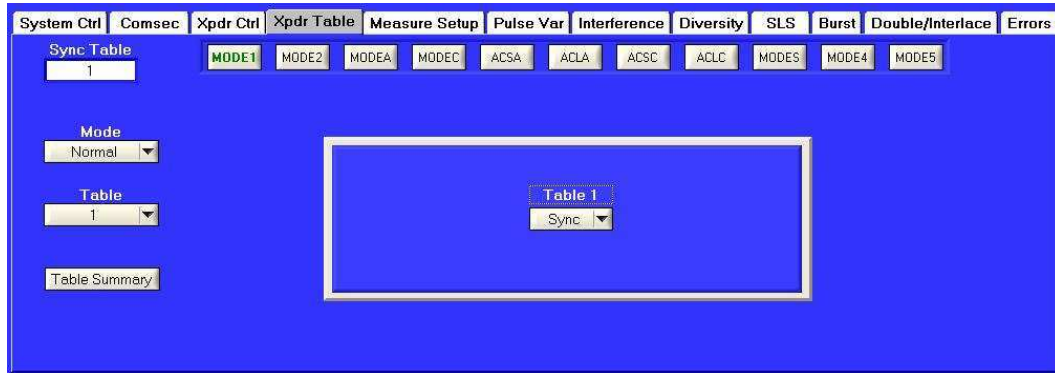 System Ctrl Comsec Xpdr Ctrl Xpdr Table Measure Setup Pulse Var Interference Diversity SLS Burst Double/Interlace Errors
Sync Table
1
MODE1 MODE2 MODEA MODEC ACSA ACLA ACSC ACLC MODES MODE4 MODE5
Mode
Normal
Table
1
Table 1
Sync
Table Summary